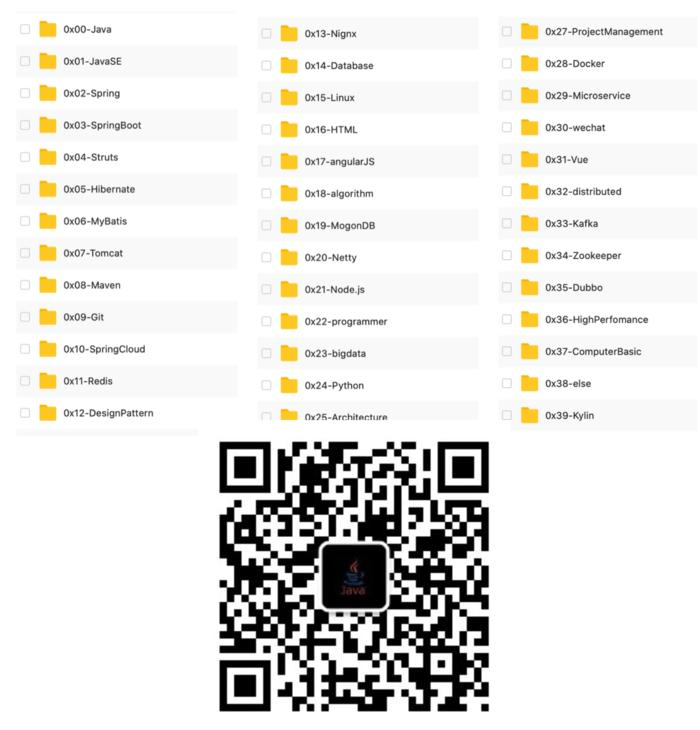 0x00-Java
0x01-JavaSE
0x02-Spring
0x03-SpringBoot
0x04-Struts
0x05-Hibernate
0x06-MyBatis
0x07-Tomcat
0x08-Maven
0x09-Git
0x10-SpringCloud
0x11-Redis
0x12-DesignPattern
0x13-Nignx
0x14-Database
0x15-Linux
0x16-HTML
0x17-angularJS
0x18-algorithm
0x19-MogonDB
0x20-Netty
0x21-Node.js
0x22-programmer
0x23-bigdata
0x24-Python
0x25-Architecture
0x27-ProjectManagement
0x28-Docker
0x29-Microservice
0x30-wechat
0x31-Vue
0x32-distributed
0x33-Kafka
0x34-Zookeeper
0x35-Dubbo
0x36-HighPerfomance
0x37-ComputerBasic
0x38-else
0x39-Kylin
Java